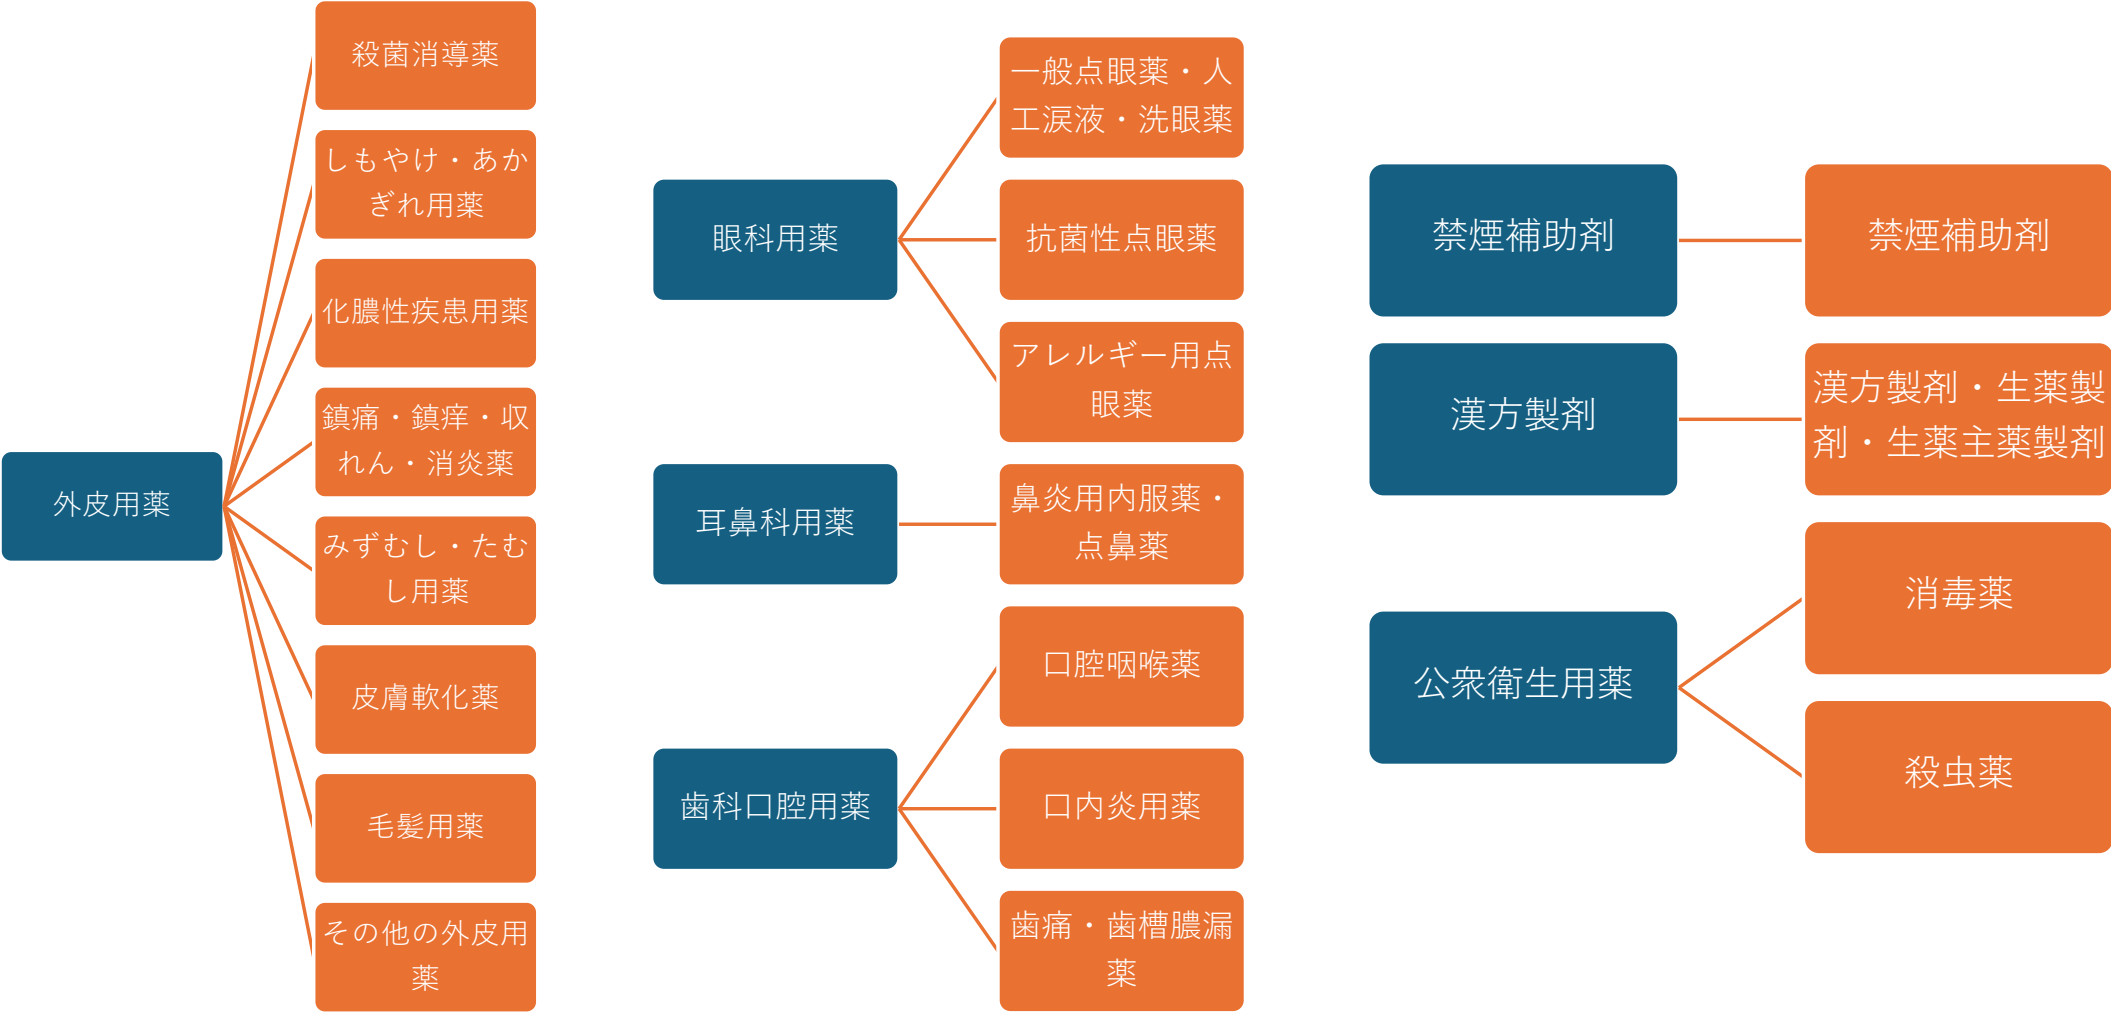 外皮用薬
殺菌消導薬
しもやけ・あか
ぎれ用薬
化膿性疾患用薬
鎮痛・鎮痒・収
れん・消炎薬
みずむし・たむ
し用薬
皮膚軟化薬
毛髪用薬
その他の外皮用
薬
眼科用薬
一般点眼薬・人
工涙液・洗眼薬
抗菌性点眼薬
アレルギー用点
眼薬
耳鼻科用薬
鼻炎用内服薬・
点鼻薬
歯科口腔用薬
口腔咽喉薬
口内炎用薬
歯痛・歯槽膿漏
薬
禁煙補助剤
禁煙補助剤
漢方製剤
漢方製剤・生薬製
剤・生薬主薬製剤
公衆衛生用薬
消毒薬
殺虫薬